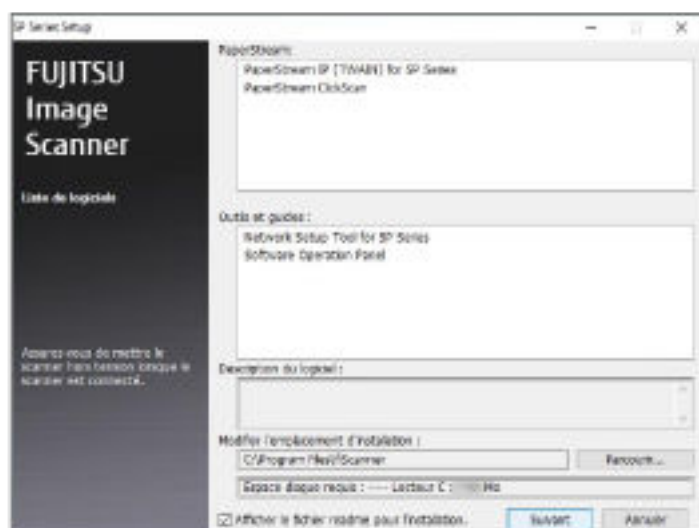 SP Series Setup
FUJITSU
Image
Scanner
Liste de logiciels
Assurez-vous de mettre le
scanner hors tension lorsque le
scanner est connecté.
PaperStream:
PaperStream IP (TWAIN) for SP Series
PaperStream ClickScan
Outils et guides :
Network Setup Tool for SP Series
Software Operation Panel
Description du logiciel :
Modifier l'emplacement d'installation :
C:\Program Files\fiScanner
Parcourir...
Espace disque requis : ---- Lecteur C : Mo
Afficher le fichier readme pour l'installation.
Suivant
Annuler